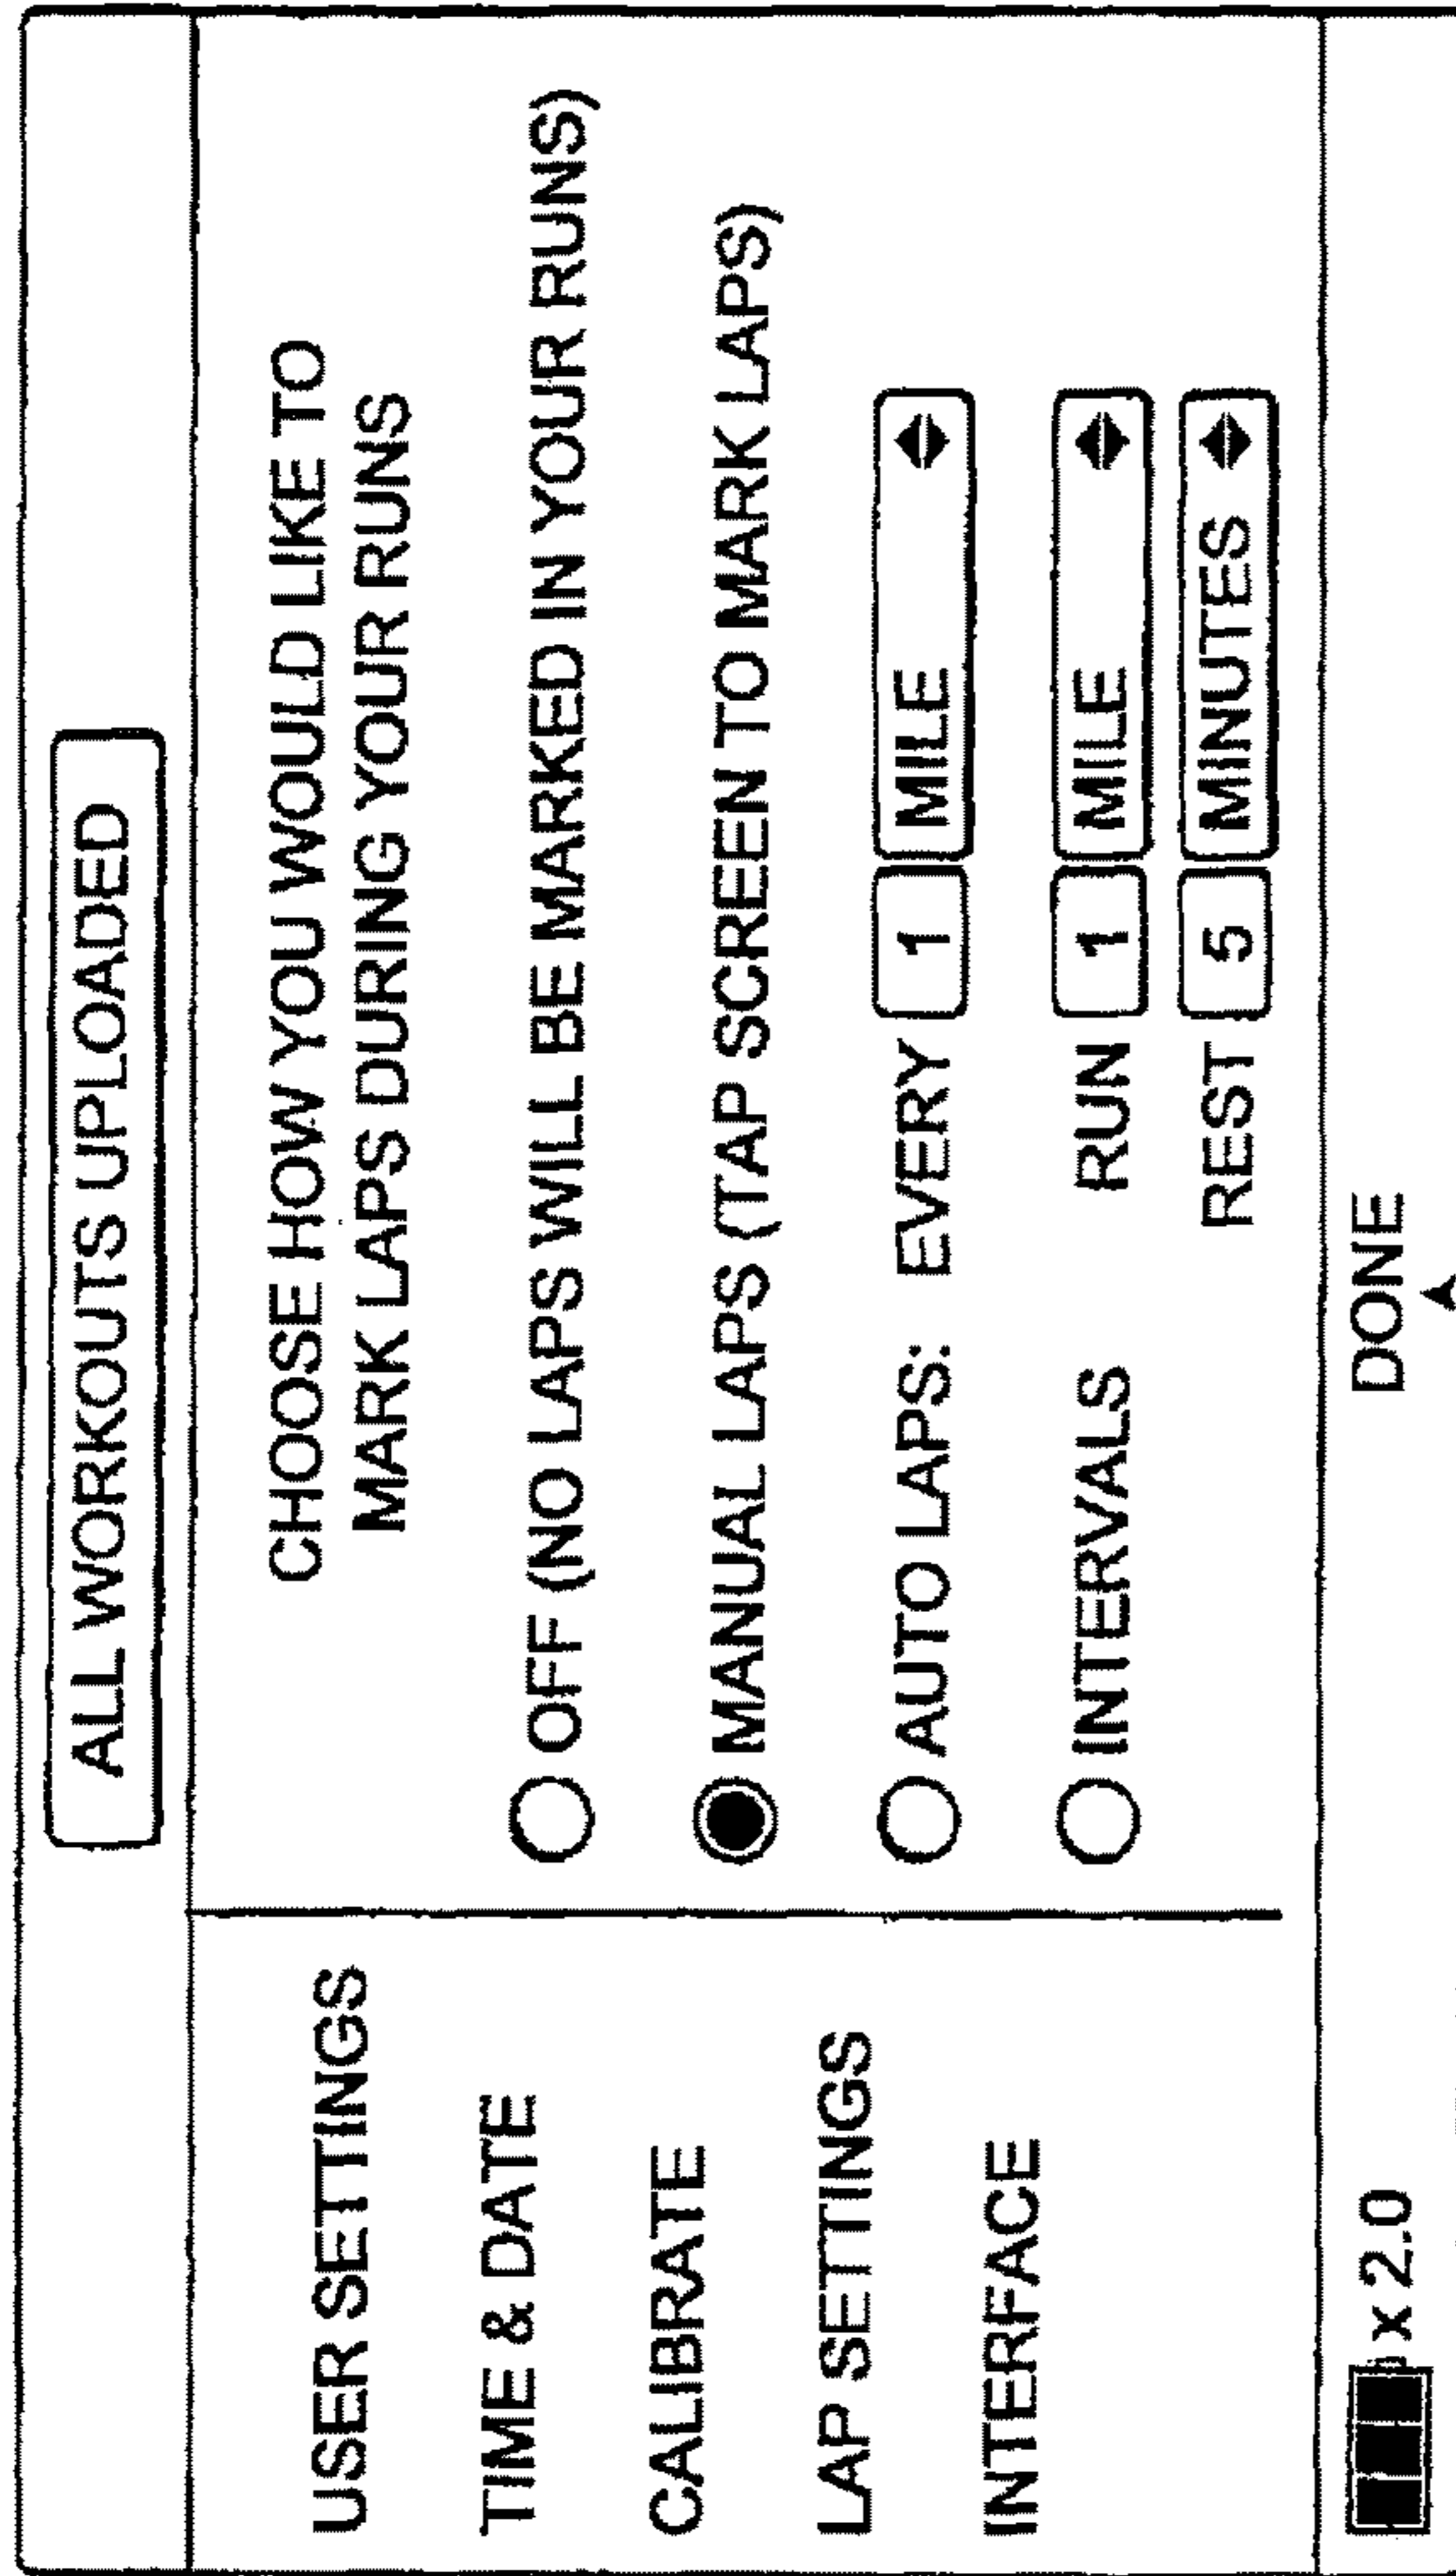 ALL WORKOUTS UPLOADED
USER SETTINGS
TIME & DATE
CALIBRATE
LAP SETTINGS
INTERFACE
CHOOSE HOW YOU WOULD LIKE TO
MARK LAPS DURING YOUR RUNS
OFF (NO LAPS WILL BE MARKED IN YOUR RUNS)
MANUAL LAPS (TAP SCREEN TO MARK LAPS)
AUTO LAPS: EVERY 1 MILE
INTERVALS RUN 1 MILE
REST 5 MINUTES
x 2.0
DONE